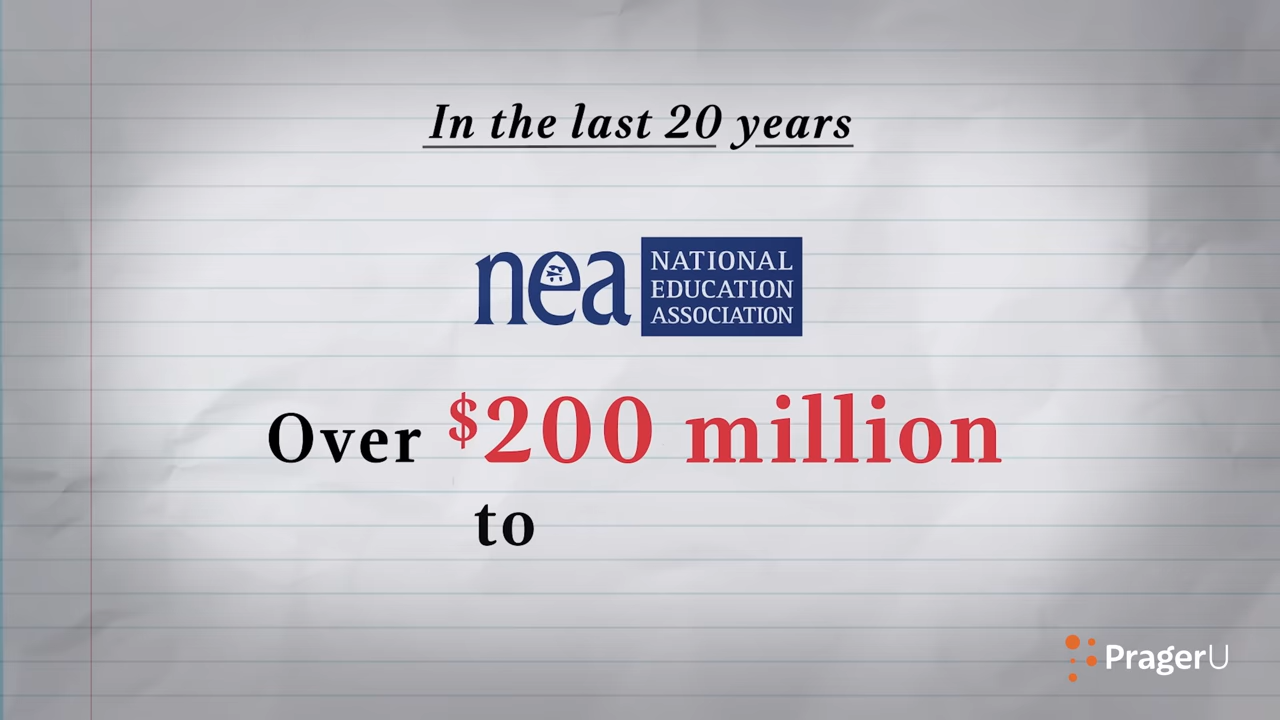 In the last 20 years
nea NATIONAL
EDUCATION
ASSOCIATION
Over $200 million
to
PragerU